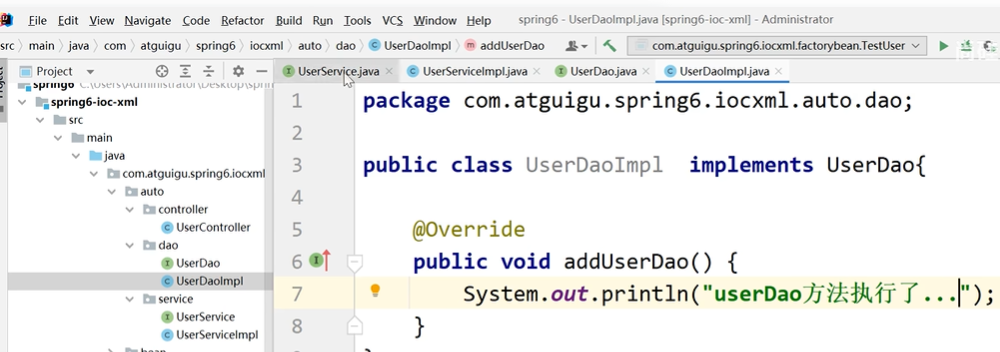 File Edit View Navigate Code Refactor Build Run Tools VCS Window Help spring6 - UserDaoImpl.java [spring6-ioc-xml] - Administrator
src main java com atguigu spring6 iocxml auto dao UserDaoImpl addUserDao com.atguigu.spring6.iocxml.factorybean.TestUser
Project UserService.java UserServiceImpl.java UserDao.java UserDaoImpl.java
spring6
spring6-ioc-xml
src
main
java
com.atguigu.spring6.iocxml
auto
controller
UserController
dao
UserDao
UserDaoImpl
service
UserService
UserServiceImpl
1 package com.atguigu.spring6.iocxml.auto.dao;
2
3 public class UserDaoImpl implements UserDao{
4
5 @Override
6 public void addUserDao() {
7 System.out.println("userDao方法执行了...");
8 }